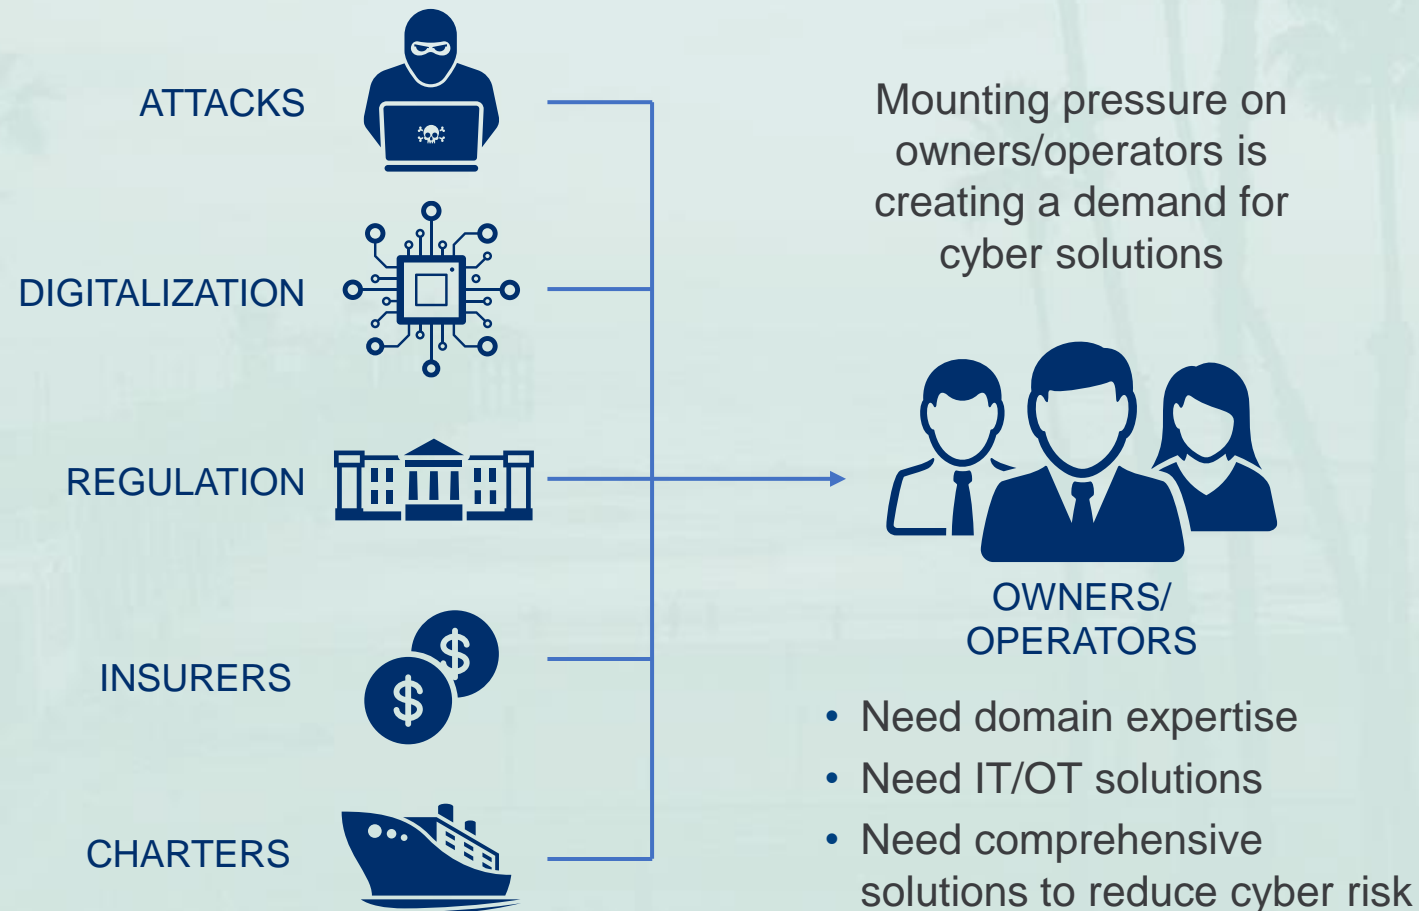 ATTACKS
DIGITALIZATION
REGULATION
INSURERS
$
$
CHARTERS
Mounting pressure on
owners/operators is
creating a demand for
cyber solutions
OWNERS/
OPERATORS
• Need domain expertise
• Need IT/OT solutions
• Need comprehensive
solutions to reduce cyber risk